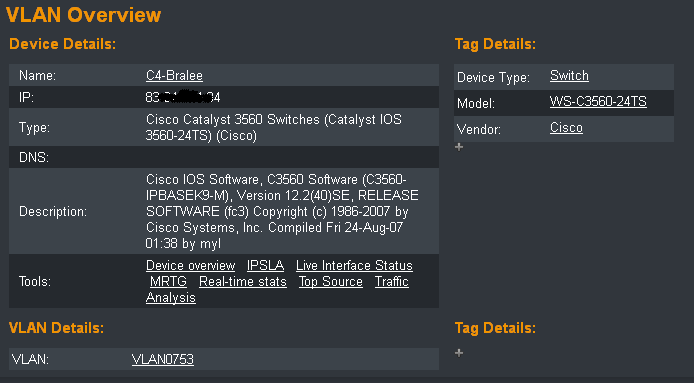 VLAN Overview
Device Details:
Name: C4-Bralee
IP: 83
Type: Cisco Catalyst 3560 Switches (Catalyst IOS
3560-24TS) (Cisco)
DNS:
Description: Cisco IOS Software, C3560 Software (C3560-
IPBASEK9-M), Version 12.2(40)SE, RELEASE
SOFTWARE (fc3) Copyright (c) 1986-2007 by
Cisco Systems, Inc. Compiled Fri 24-Aug-07
01:38 by myl
Tools: Device overview IPSLA Live Interface Status
MRTG Real-time stats Top Source Traffic
Analysis
Tag Details:
Device Type: Switch
Model: WS-C3560-24TS
Vendor: Cisco
+
VLAN Details:
VLAN: VLAN0753
Tag Details:
+